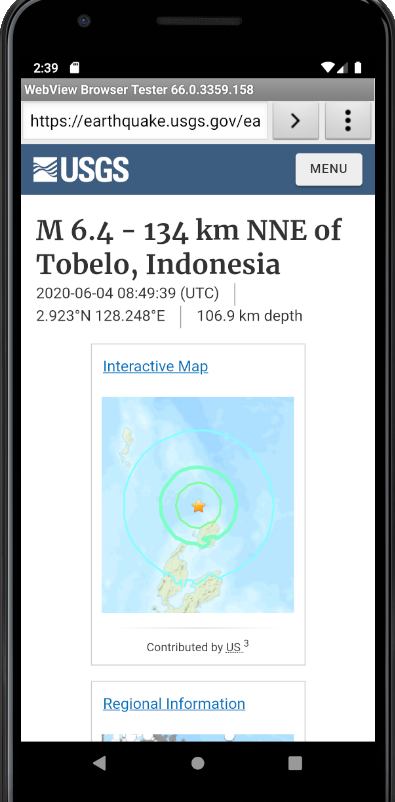 2:39
WebView Browser Tester 66.0.3359.158
https://earthquake.usgs.gov/ea
USGS
MENU
M 6.4 - 134 km NNE of
Tobelo, Indonesia
2020-06-04 08:49:39 (UTC)
2.923°N 128.248°E 106.9 km depth
Interactive Map
Contributed by US 3
Regional Information